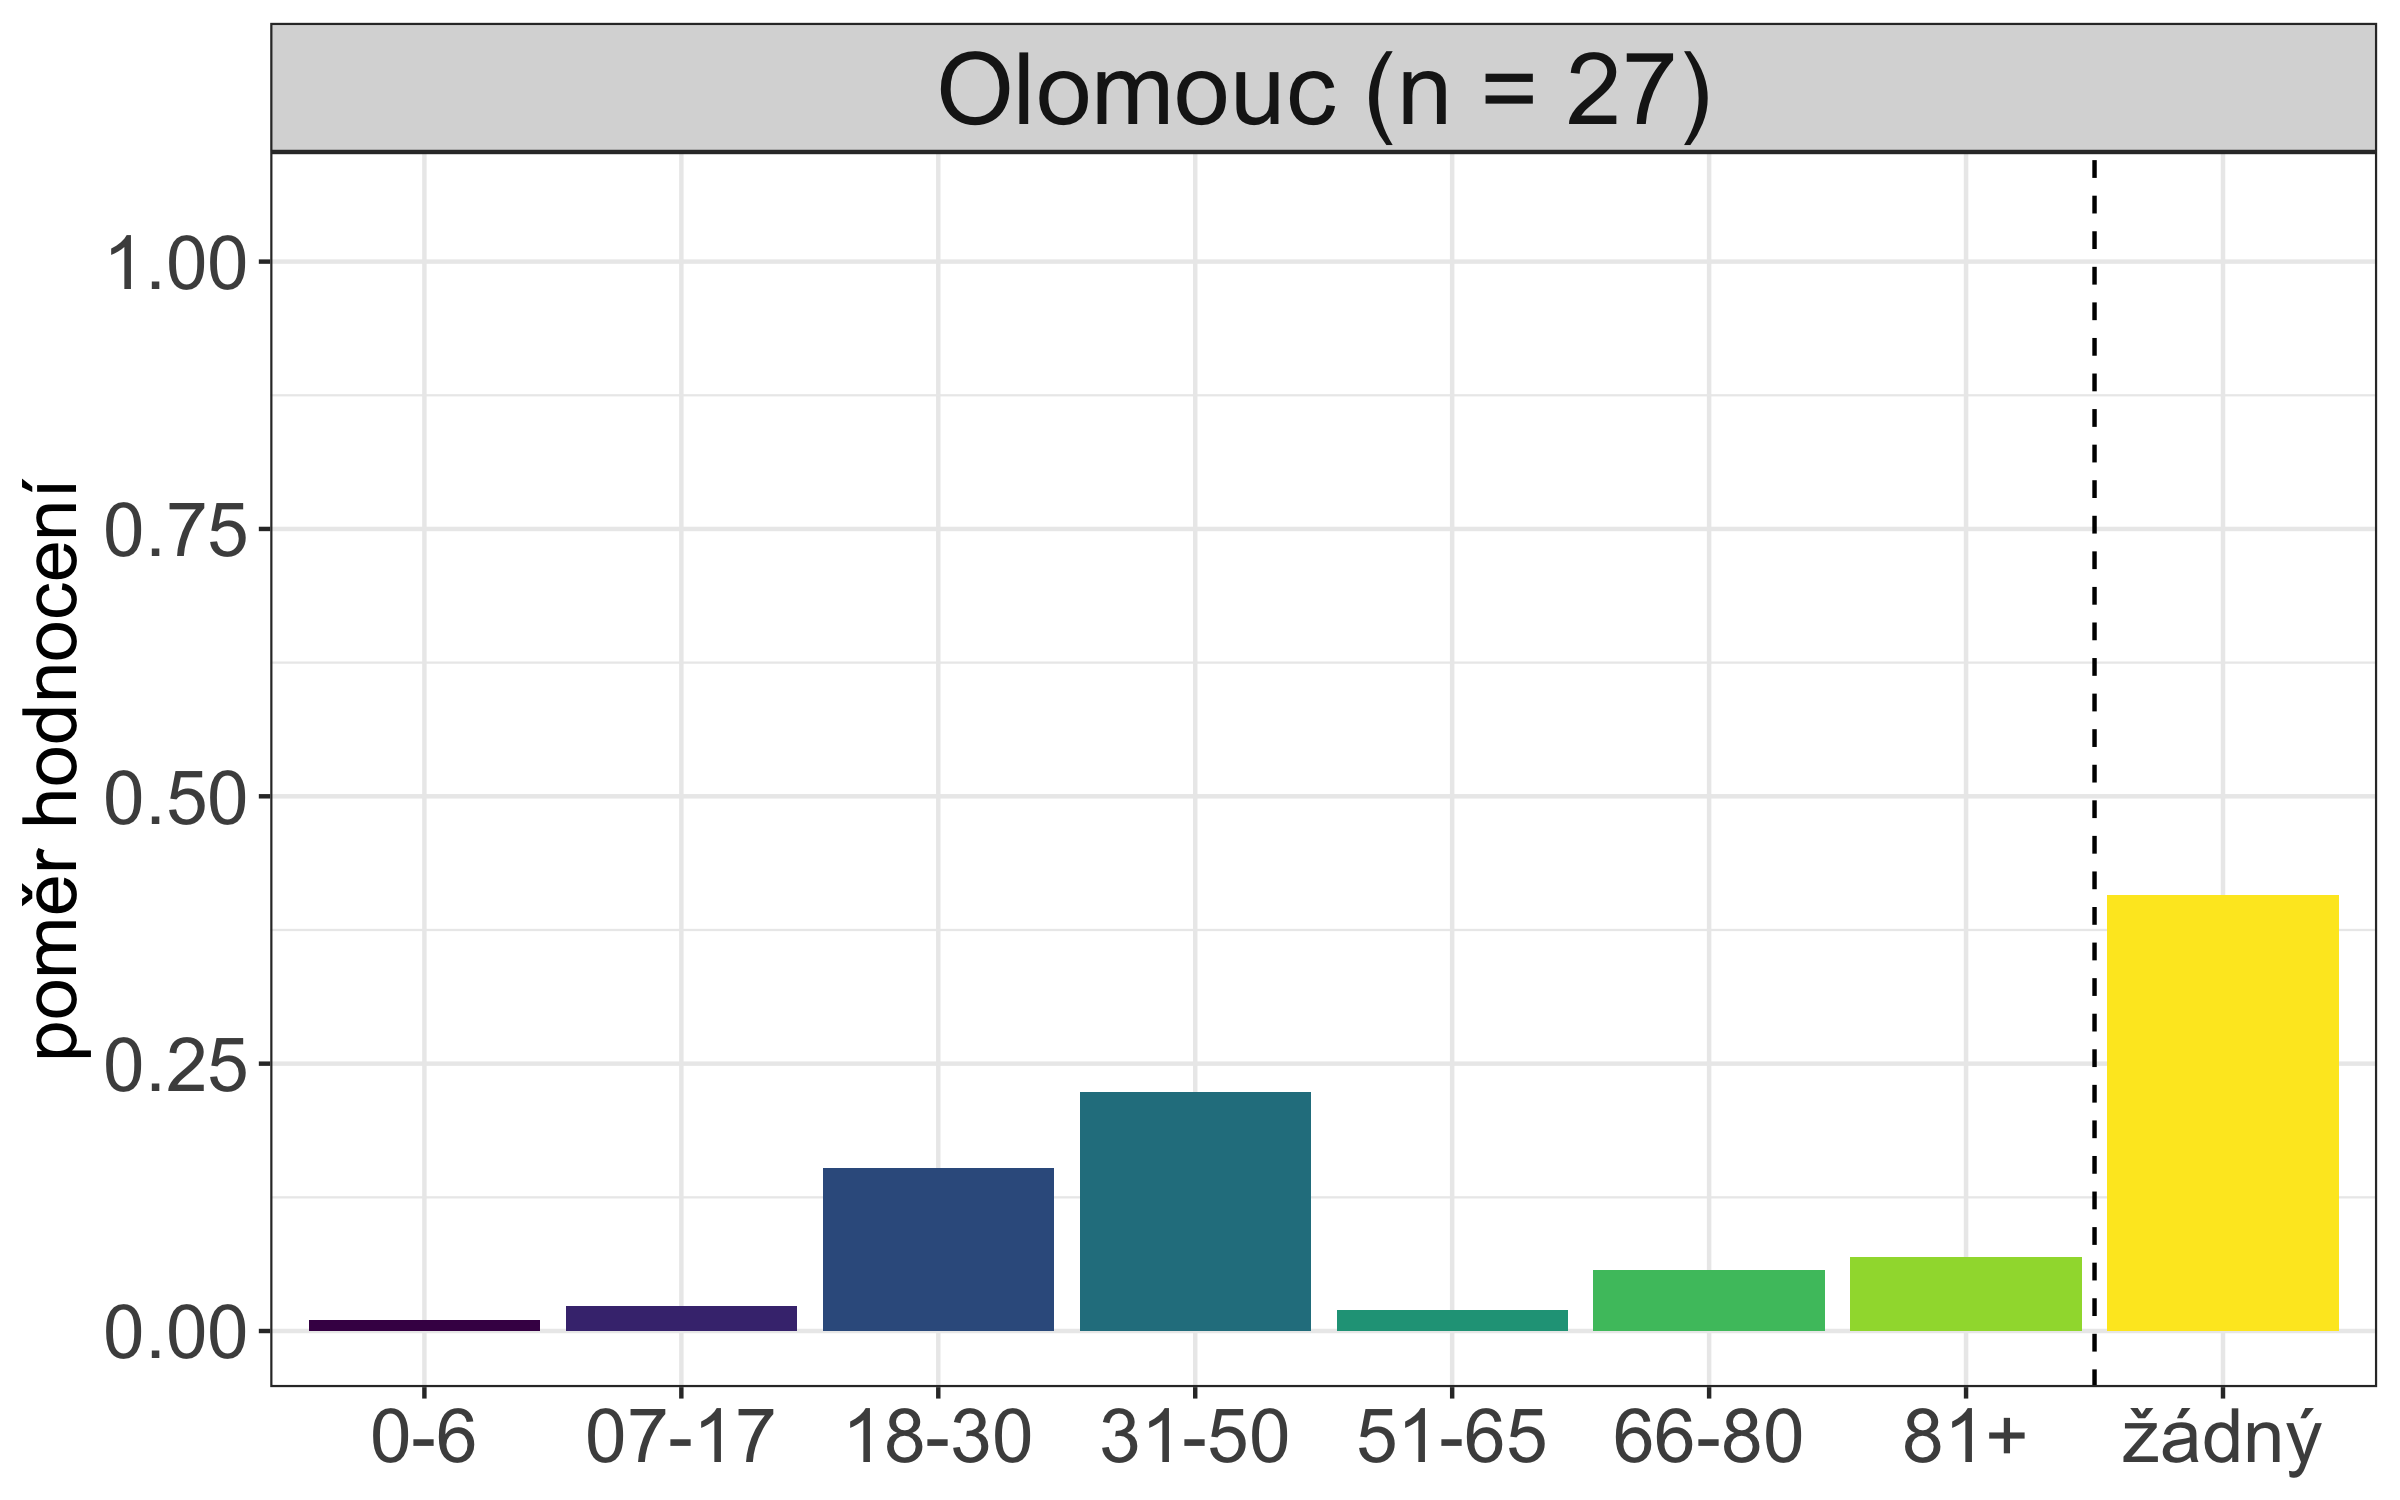 Olomouc (n = 27)
poměr hodnocení
1.00
0.75
0.50
0.25
0.00
0-6 07-17 18-30 31-50 51-65 66-80 81+ žádný